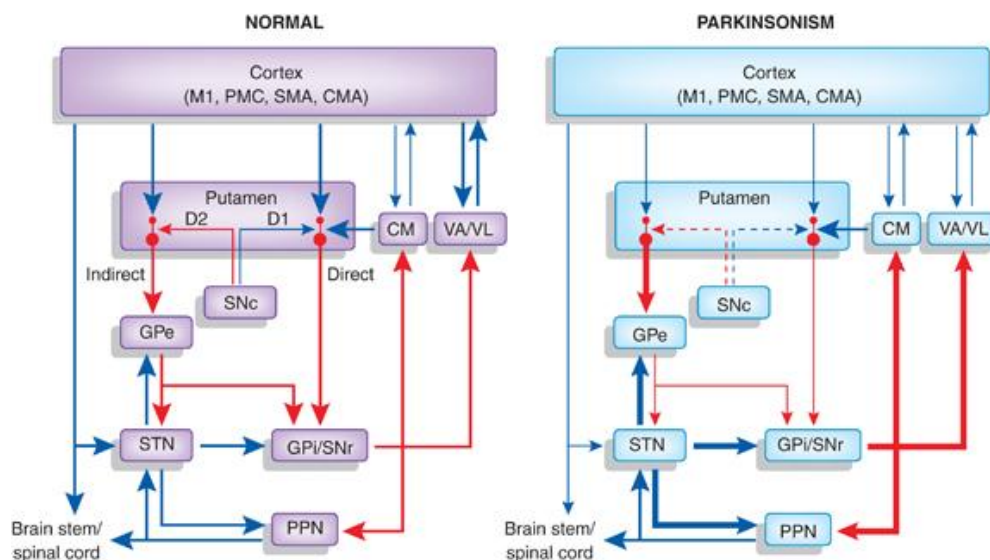 NORMAL
Cortex
(M1, PMC, SMA, CMA)
Putamen
D2
D1
CM
VA/VL
Indirect
Direct
SNc
GPe
STN
GPi/SNr
Brain stem/
spinal cord
PPN
PARKINSONISM
Cortex
(M1, PMC, SMA, CMA)
Putamen
CM
VA/VL
SNc
GPe
STN
GPi/SNr
Brain stem/
spinal cord
PPN